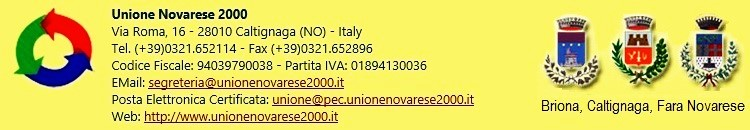 Unione Novarese 2000
Via Roma, 16 - 28010 Caltignaga (NO) - Italy
Tel. (+39)0321.652114 - Fax (+39)0321.652896
Codice Fiscale: 94039790038 - Partita IVA: 01894130036
EMail: segreteria@unionenovarese2000.it
Posta Elettronica Certificata: unione@pec.unionenovarese2000.it
Web: http://www.unionenovarese2000.it
Briona, Caltignaga, Fara Novarese